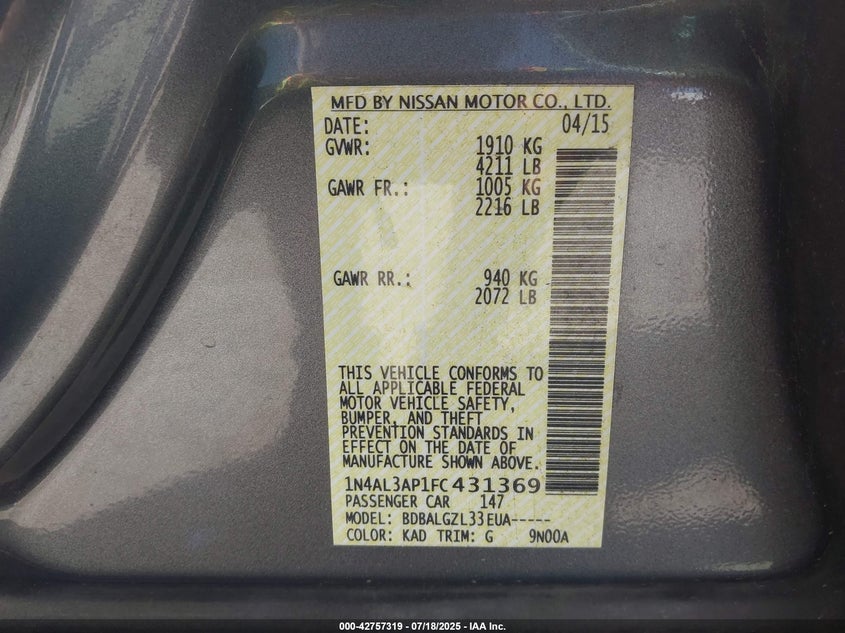 MFD BY NISSAN MOTOR CO., LTD.
DATE: 04/15
GVWR: 1910 KG
4211 LB
GAWR FR.: 1005 KG
2216 LB
GAWR RR.: 940 KG
2072 LB
THIS VEHICLE CONFORMS TO
ALL APPLICABLE FEDERAL
MOTOR VEHICLE SAFETY,
BUMPER, AND THEFT
PREVENTION STANDARDS IN
EFFECT ON THE DATE OF
MANUFACTURE SHOWN ABOVE.
1N4AL3AP1FC431369
PASSENGER CAR 147
MODEL: BDBALGZL33EUA-----
COLOR: KAD TRIM: G 9N00A
000-42757319 - 07/18/2025 - IAA Inc.